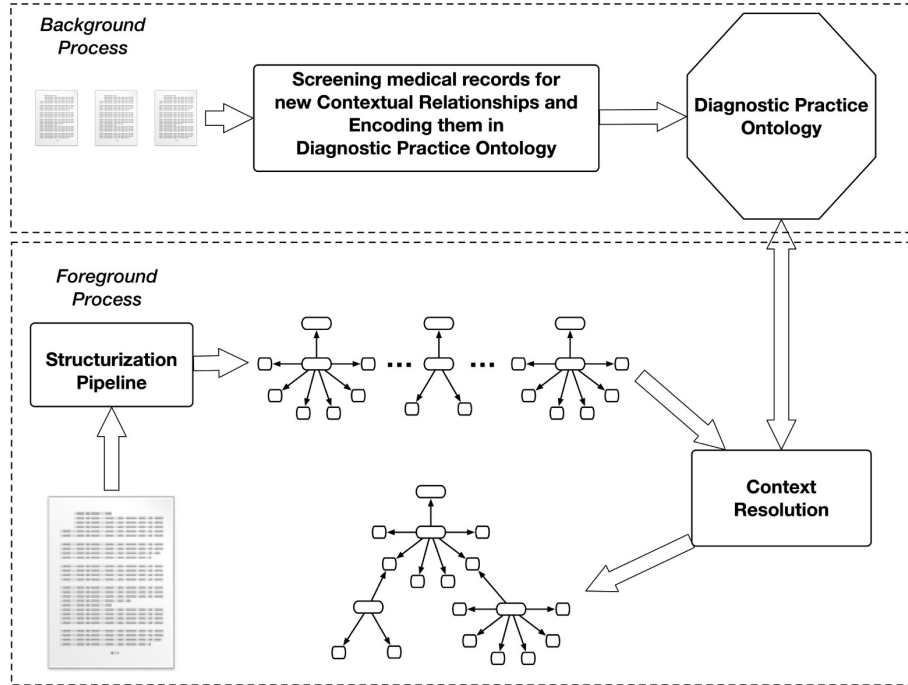 Background
Process
Screening medical records for
new Contextual Relationships and
Encoding them in
Diagnostic Practice Ontology
Diagnostic Practice
Ontology
Foreground
Process
Structurization
Pipeline
Context
Resolution